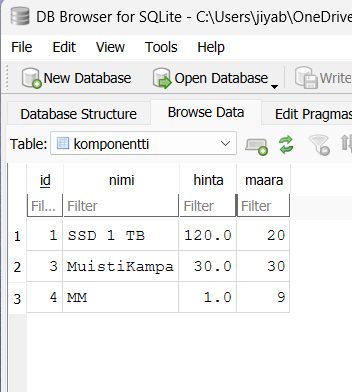 DB Browser for SQLite - C:\Users\jiyab\OneDrive
File Edit View Tools Help
New Database Open Database Write
Database Structure Browse Data Edit Pragmas
Table: komponentti
id nimi hinta maara
Fil... Filter Filter Filter
1 1 SSD 1 TB 120.0 20
2 3 MuistiKampa 30.0 30
3 4 MM 1.0 9